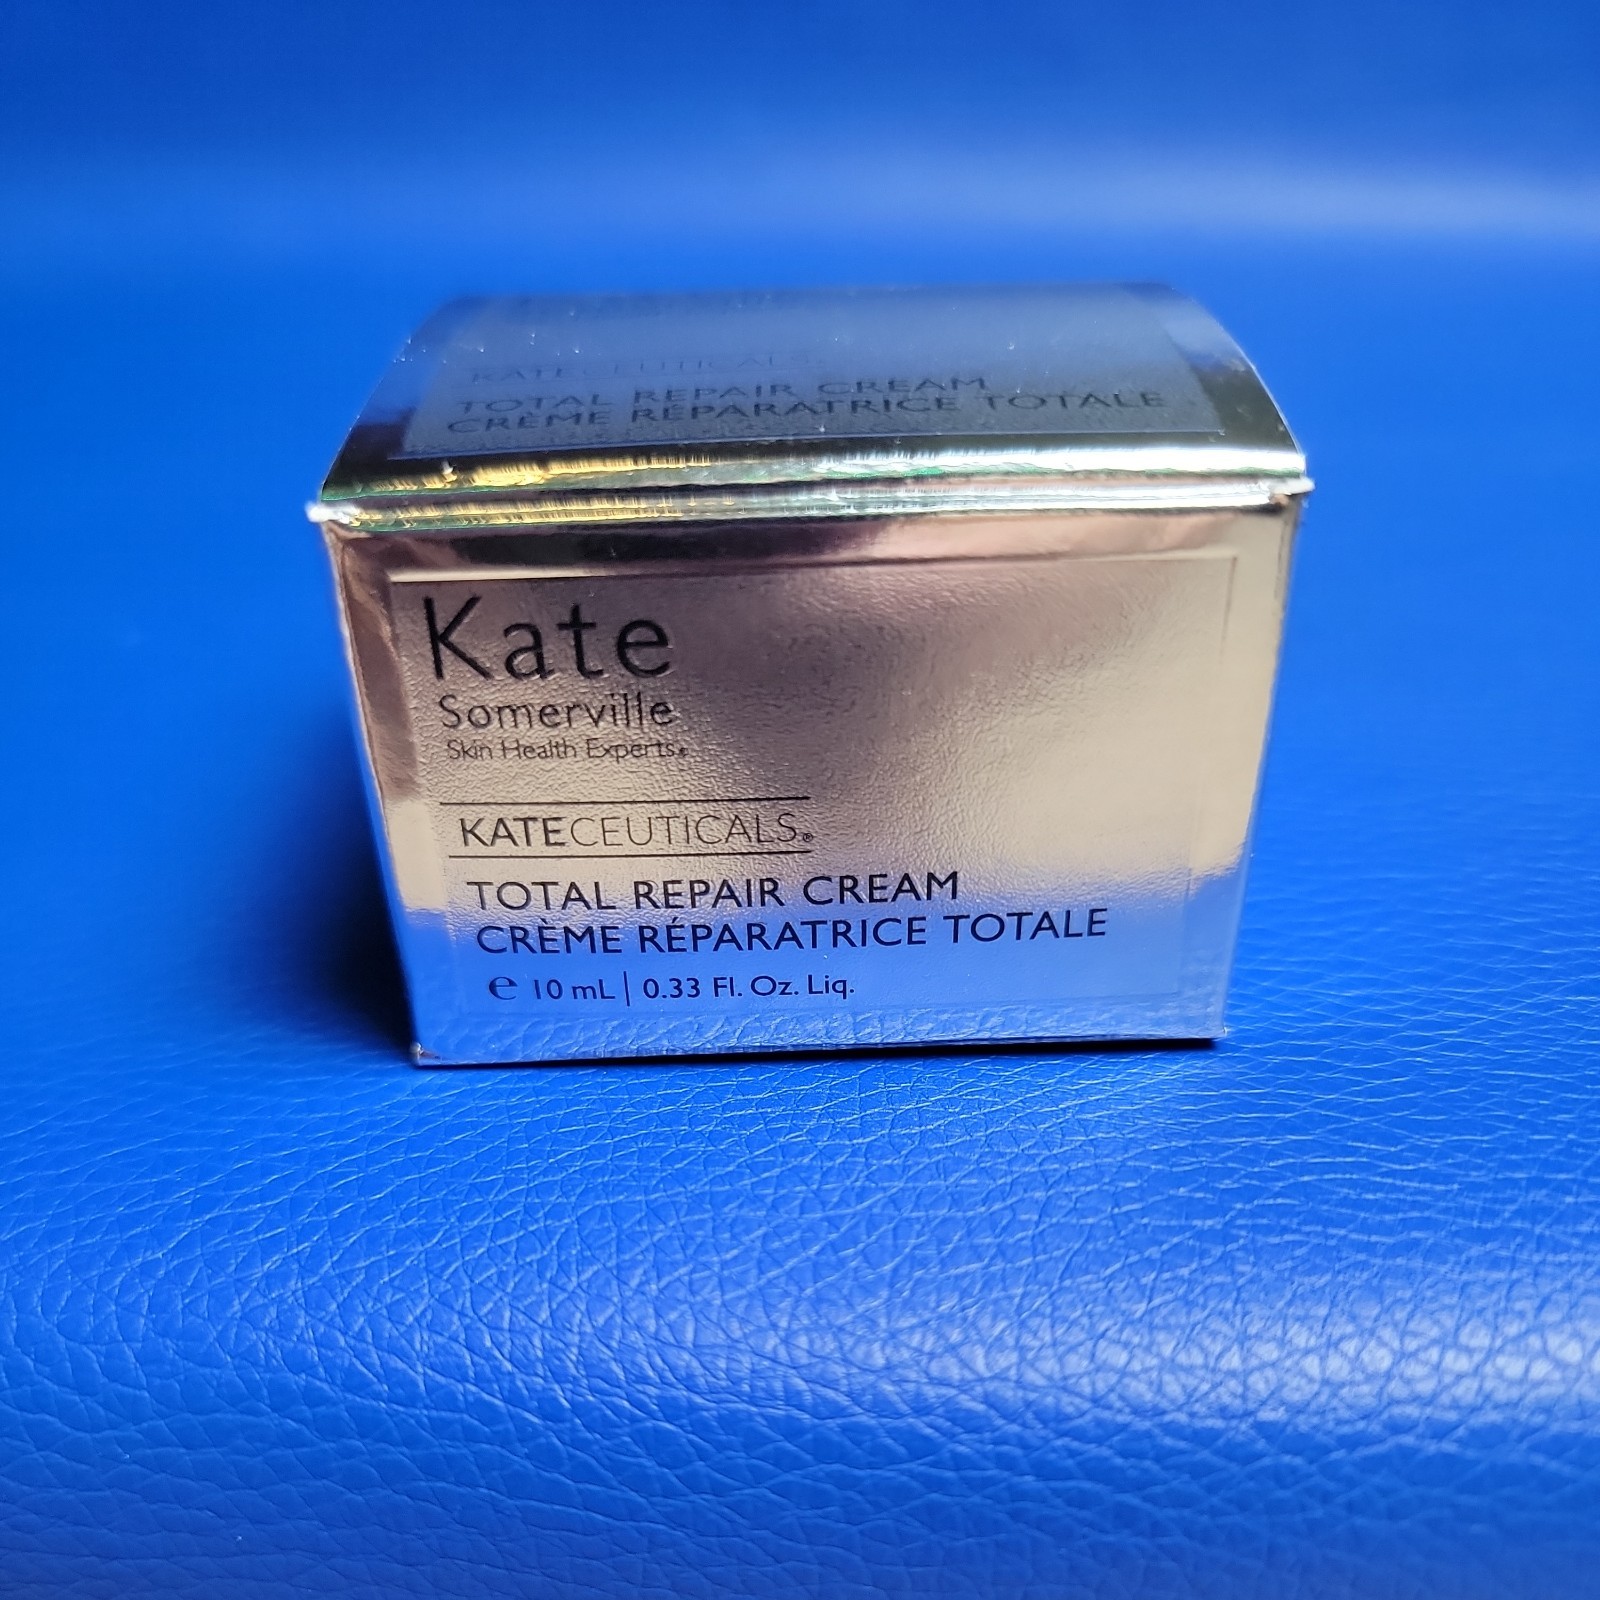 KATECEUTICALS
TOTAL REPAIR CREAM
CRÈME RÉPARATRICE TOTALE
Kate
Somerville
Skin Health Experts®
KATECEUTICALS®
TOTAL REPAIR CREAM
CRÈME RÉPARATRICE TOTALE
℮ 10 mL | 0.33 Fl. Oz. Liq.